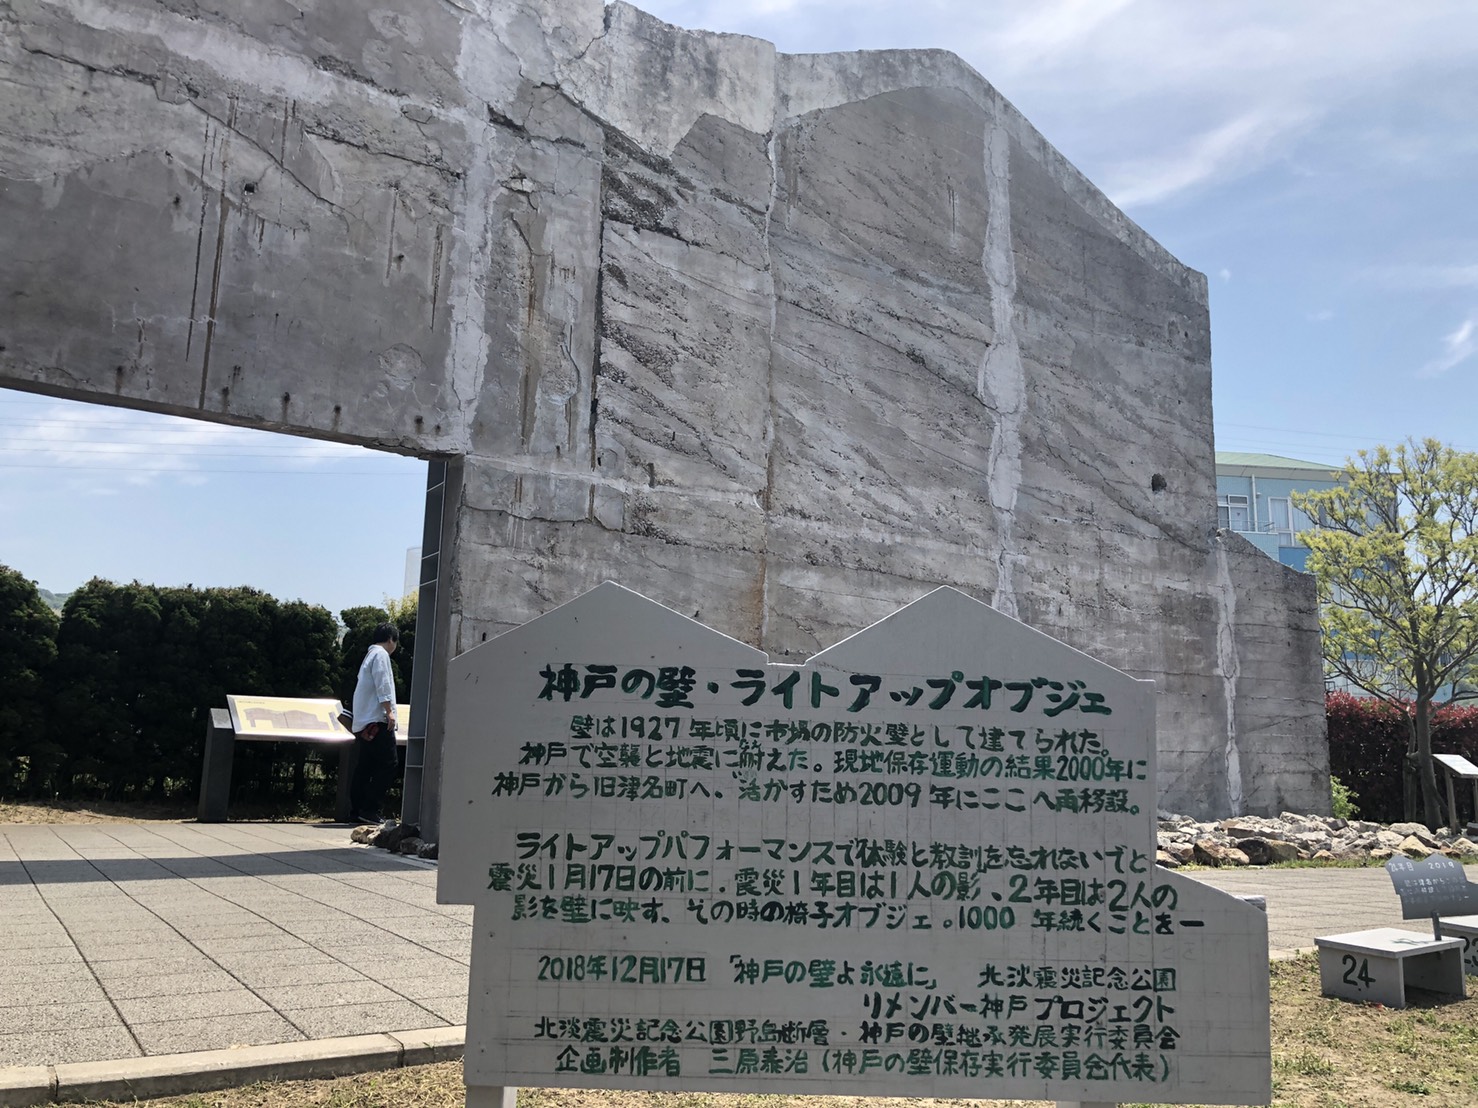 神戸の壁・ライトアップオブジェ
壁は1927年頃に市場の防火壁として建てられた。
神戸で空襲と地震に耐えた。現地保存運動の結果2000年に
神戸から旧津名町へ、活かすため2009年にここへ再移設。
ライトアップパフォーマンスで体験と教訓を忘れないでと
震災1月17日の前に、震災1年目は1人の影、2年目は2人の
影を壁に映す、その時の椅子オブジェ。1000年続くことを―
2018年12月17日「神戸の壁よ永遠に」 北淡震災記念公園
リメンバー神戸プロジェクト
北淡震災記念公園野島断層・神戸の壁継承発展実行委員会
企画制作者 三原泰治(神戸の壁保存実行委員会代表)
2019
24